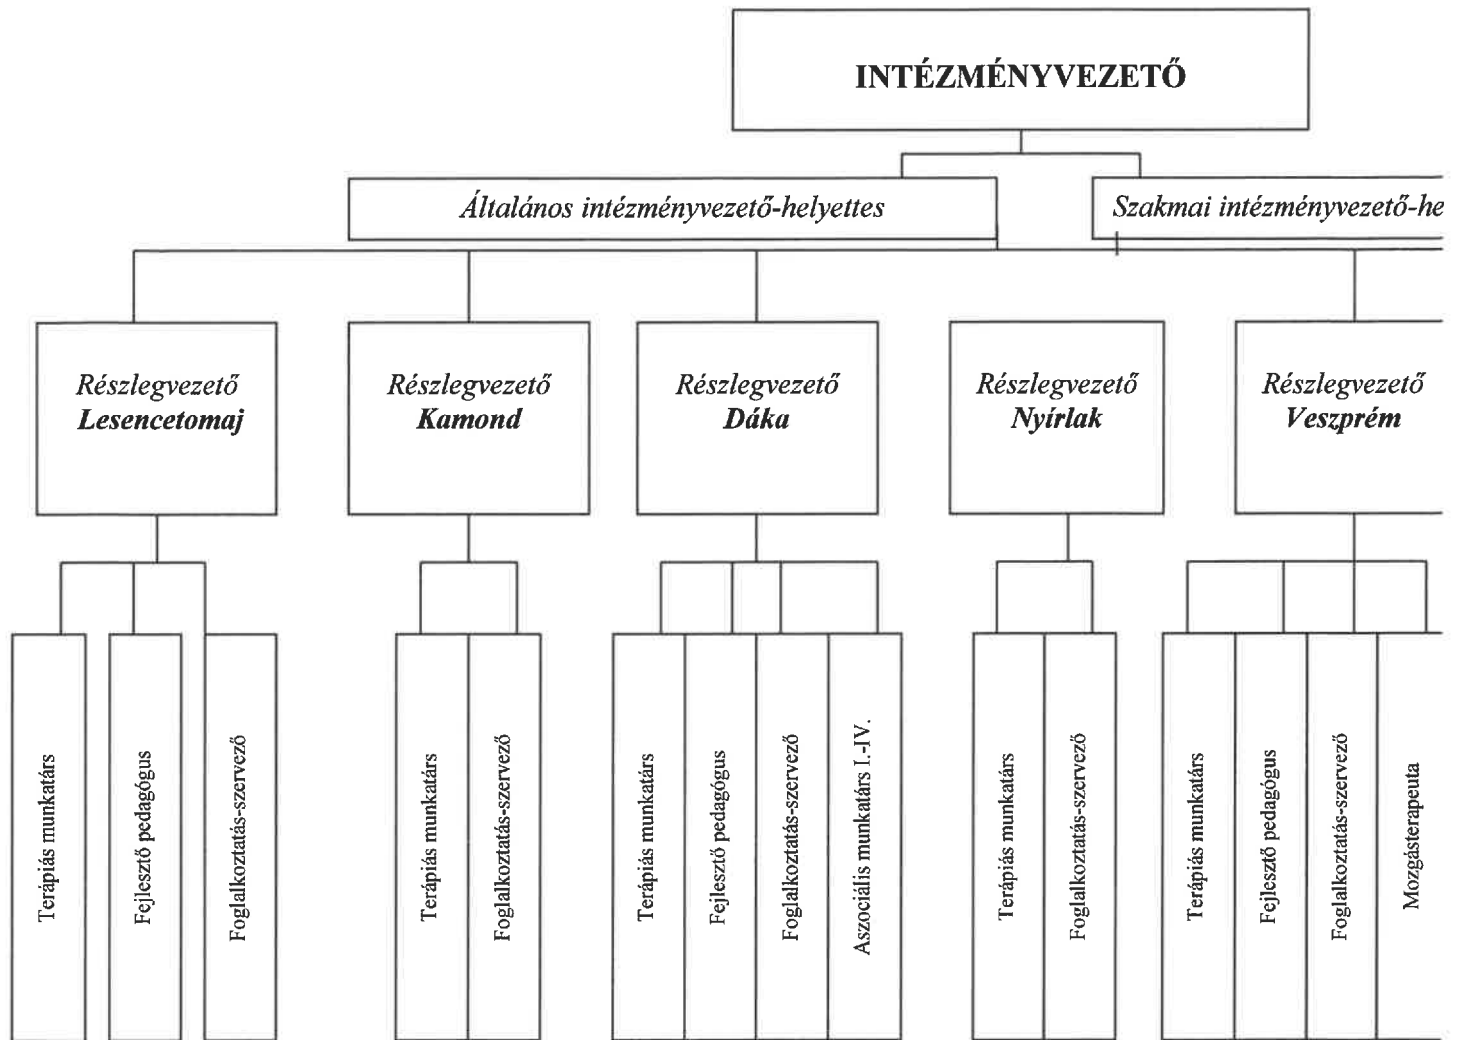 INTÉZMÉNYVEZETŐ
Általános intézményvezető-helyettes
Szakmai intézményvezető-he
Részlegvezető
Lesencetomaj
Részlegvezető
Kamond
Részlegvezető
Dáka
Részlegvezető
Nyírlak
Részlegvezető
Veszprém
Terápiás munkatárs
Fejlesztő pedagógus
Foglalkoztatás-szervező
Terápiás munkatárs
Foglalkoztatás-szervező
Terápiás munkatárs
Fejlesztő pedagógus
Foglalkoztatás-szervező
Aszociális munkatárs I.-IV.
Terápiás munkatárs
Foglalkoztatás-szervező
Terápiás munkatárs
Fejlesztő pedagógus
Foglalkoztatás-szervező
Mozgásterapeuta